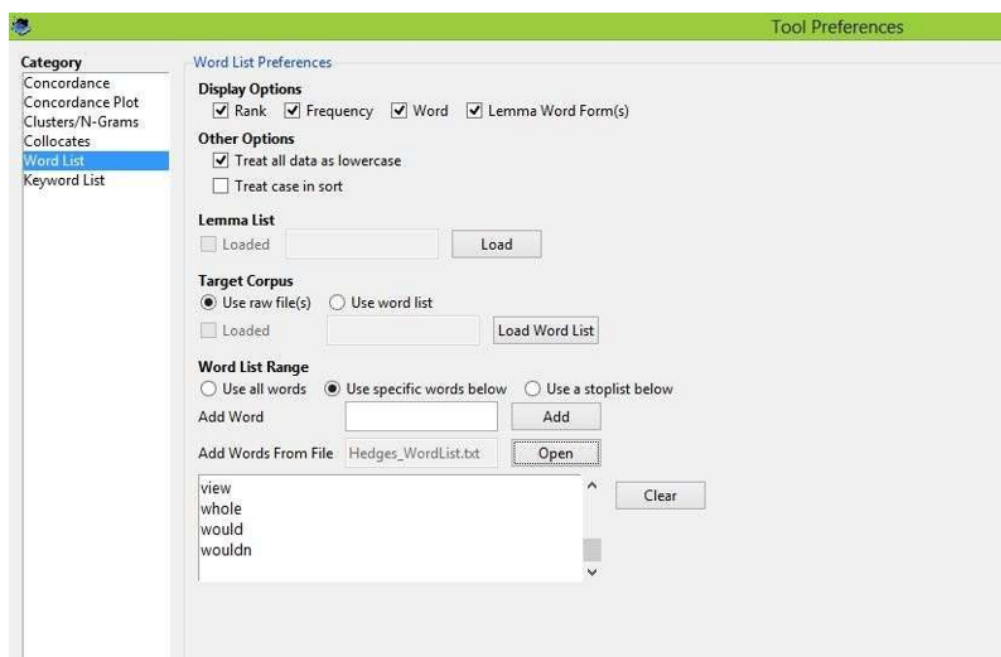 Tool Preferences
Category
Concordance
Concordance Plot
Clusters/N-Grams
Collocates
Word List
Keyword List
Word List Preferences
Display Options
Rank Frequency Word Lemma Word Form(s)
Other Options
Treat all data as lowercase
Treat case in sort
Lemma List
Loaded Load
Target Corpus
Use raw file(s) Use word list
Loaded Load Word List
Word List Range
Use all words Use specific words below Use a stoplist below
Add Word Add
Add Words From File Hedges_WordList.txt Open
view
whole
would
wouldn
Clear